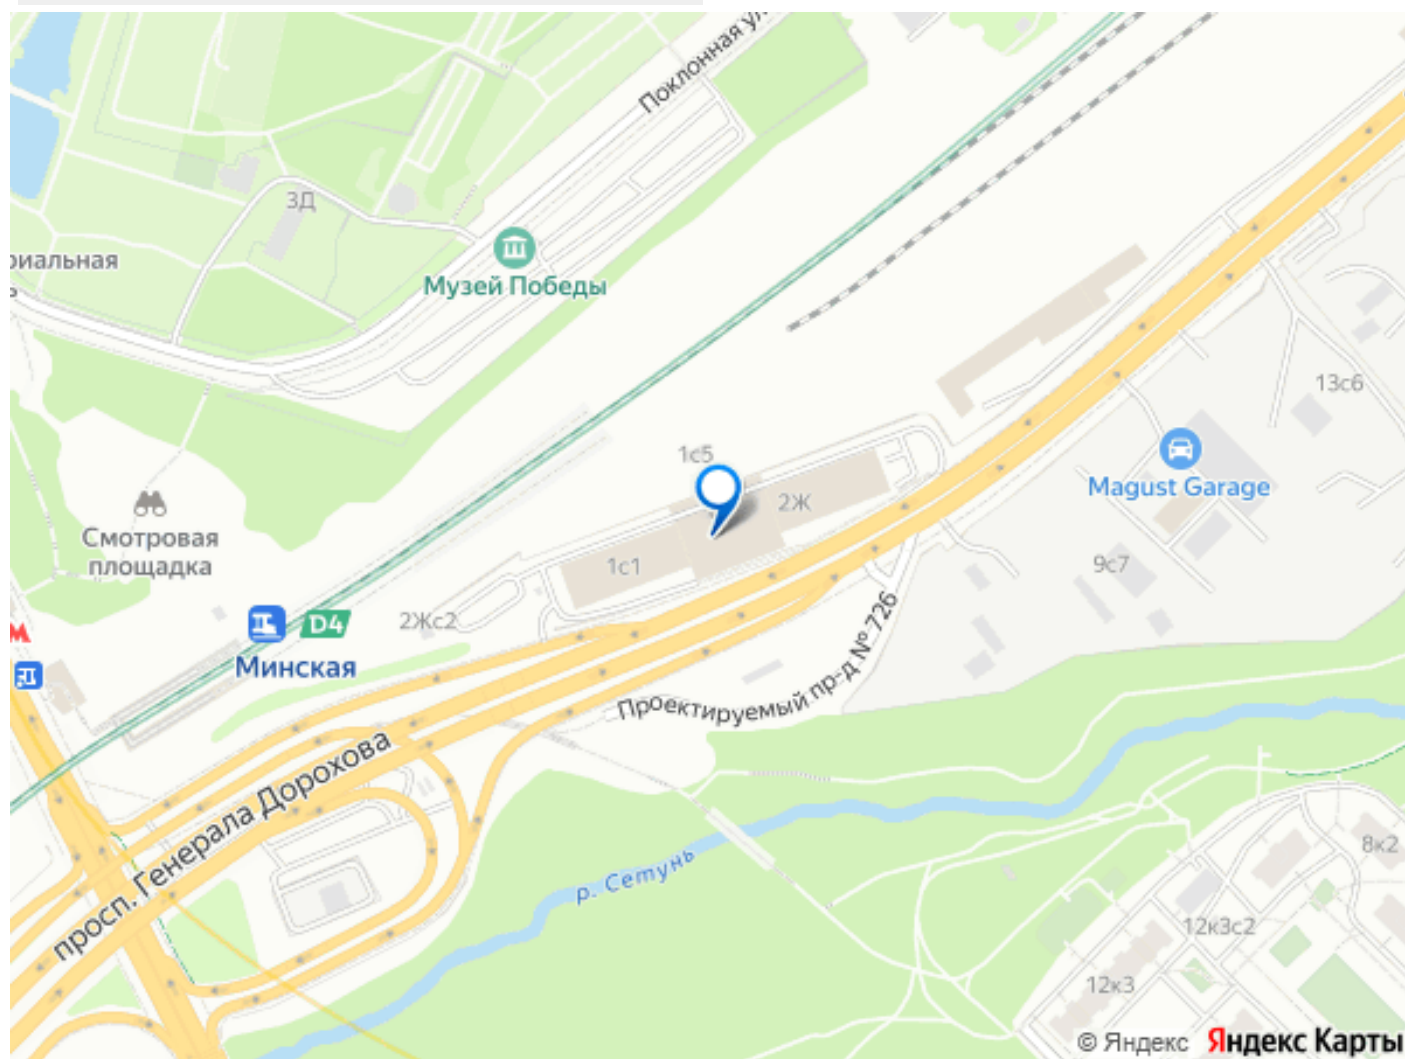 Поклонная ул.
3Д
риальная
Музей Победы
13с6
1с5
Magust Garage
2Ж
Смотровая
площадка
1с1
9с7
2Жс2
D4
Минская
Проектируемый пр-д № 726
просп. Генерала Дорохова
р. Сетунь
8к2
12к3с2
12к3
© Яндекс Яндекс Карты